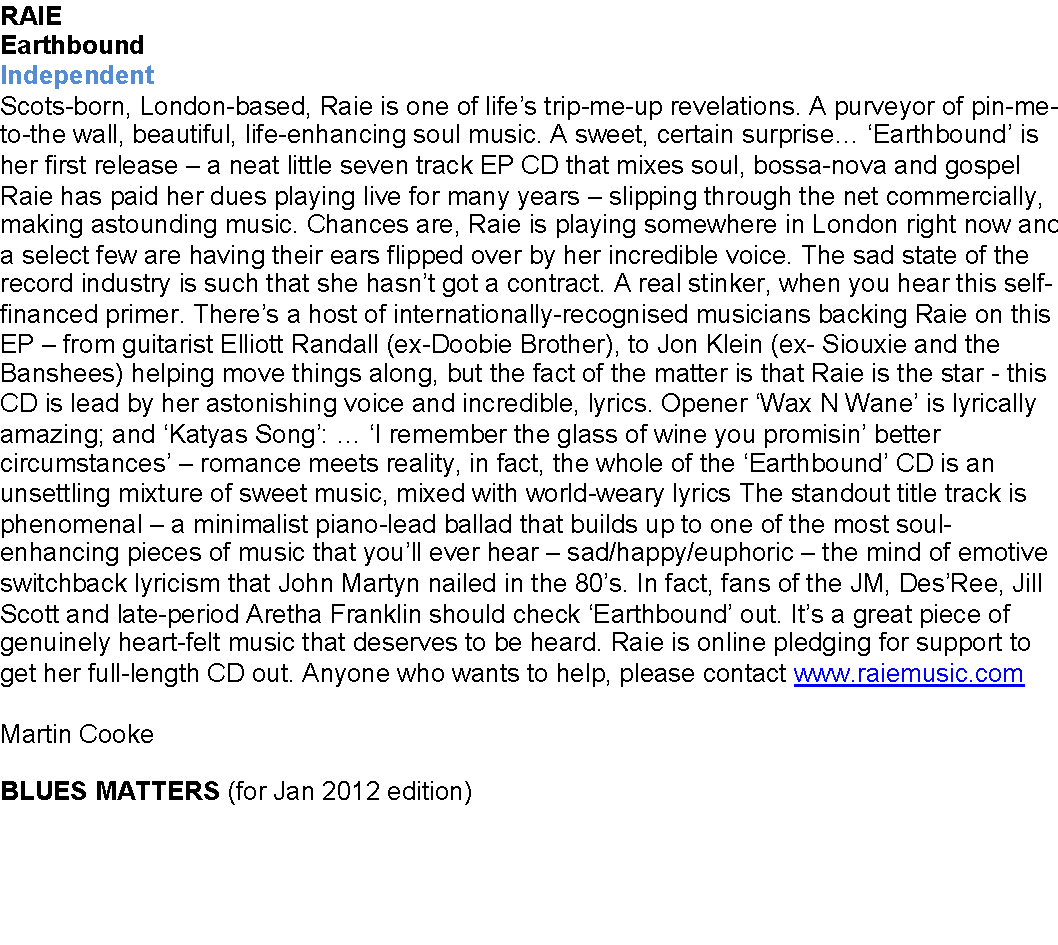 RAIE
Earthbound
Independent
Scots-born, London-based, Raie is one of life’s trip-me-up revelations. A purveyor of pin-me-
to-the wall, beautiful, life-enhancing soul music. A sweet, certain surprise… ‘Earthbound’ is
her first release – a neat little seven track EP CD that mixes soul, bossa-nova and gospel
Raie has paid her dues playing live for many years – slipping through the net commercially,
making astounding music. Chances are, Raie is playing somewhere in London right now and
a select few are having their ears flipped over by her incredible voice. The sad state of the
record industry is such that she hasn’t got a contract. A real stinker, when you hear this self-
financed primer. There’s a host of internationally-recognised musicians backing Raie on this
EP – from guitarist Elliott Randall (ex-Doobie Brother), to Jon Klein (ex- Siouxie and the
Banshees) helping move things along, but the fact of the matter is that Raie is the star - this
CD is lead by her astonishing voice and incredible, lyrics. Opener ‘Wax N Wane’ is lyrically
amazing; and ‘Katyas Song’: … ‘I remember the glass of wine you promisin’ better
circumstances’ – romance meets reality, in fact, the whole of the ‘Earthbound’ CD is an
unsettling mixture of sweet music, mixed with world-weary lyrics The standout title track is
phenomenal – a minimalist piano-lead ballad that builds up to one of the most soul-
enhancing pieces of music that you’ll ever hear – sad/happy/euphoric – the mind of emotive
switchback lyricism that John Martyn nailed in the 80’s. In fact, fans of the JM, Des’Ree, Jill
Scott and late-period Aretha Franklin should check ‘Earthbound’ out. It’s a great piece of
genuinely heart-felt music that deserves to be heard. Raie is online pledging for support to
get her full-length CD out. Anyone who wants to help, please contact www.raiemusic.com
Martin Cooke
BLUES MATTERS (for Jan 2012 edition)